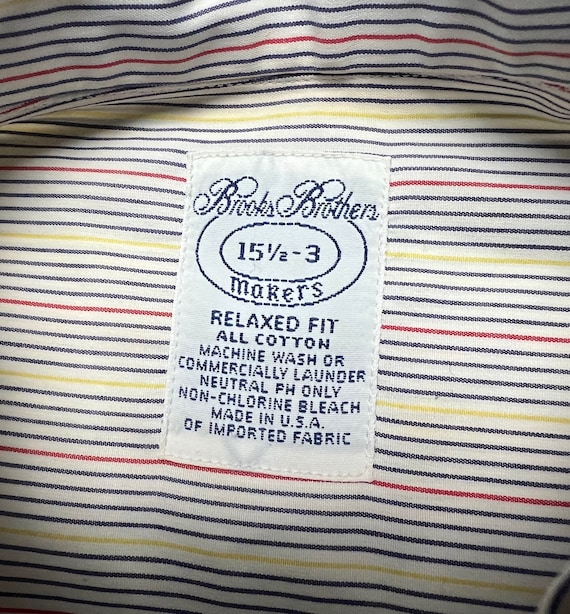 Brooks Brothers
15½-3
Makers
RELAXED FIT
ALL COTTON
MACHINE WASH OR
COMMERCIALLY LAUNDER
NEUTRAL PH ONLY
NON-CHLORINE BLEACH
MADE IN U.S.A.
OF IMPORTED FABRIC